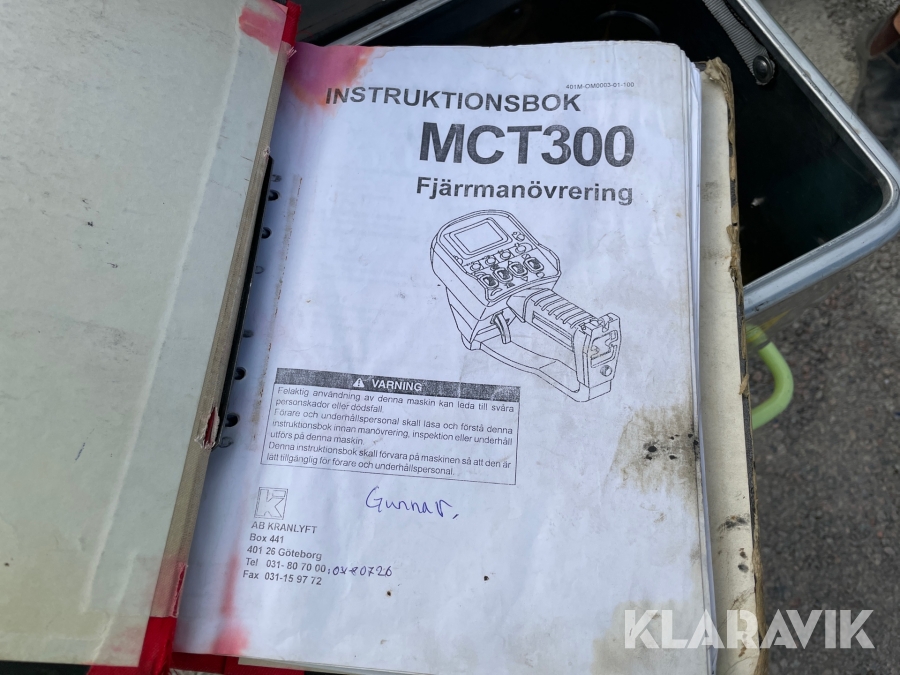 401M-OM0003-01-100
INSTRUKTIONSBOK
MCT300
Fjärrmanövrering
VARNING
Felaktig användning av denna maskin kan leda till svåra
personskador eller dödsfall.
Förare och underhållspersonal skall läsa och förstå denna
instruktionsbok innan manövrering, inspektion eller underhåll
utförs på denna maskin.
Denna instruktionsbok skall förvara på maskinen så att den är
lätt tillgänglig för förare och underhållspersonal.
Gunnar.
AB KRANLYFT
Box 441
401 26 Göteborg
Tel 031- 80 70 00
Fax 031-15 97 72
KLARAVIK